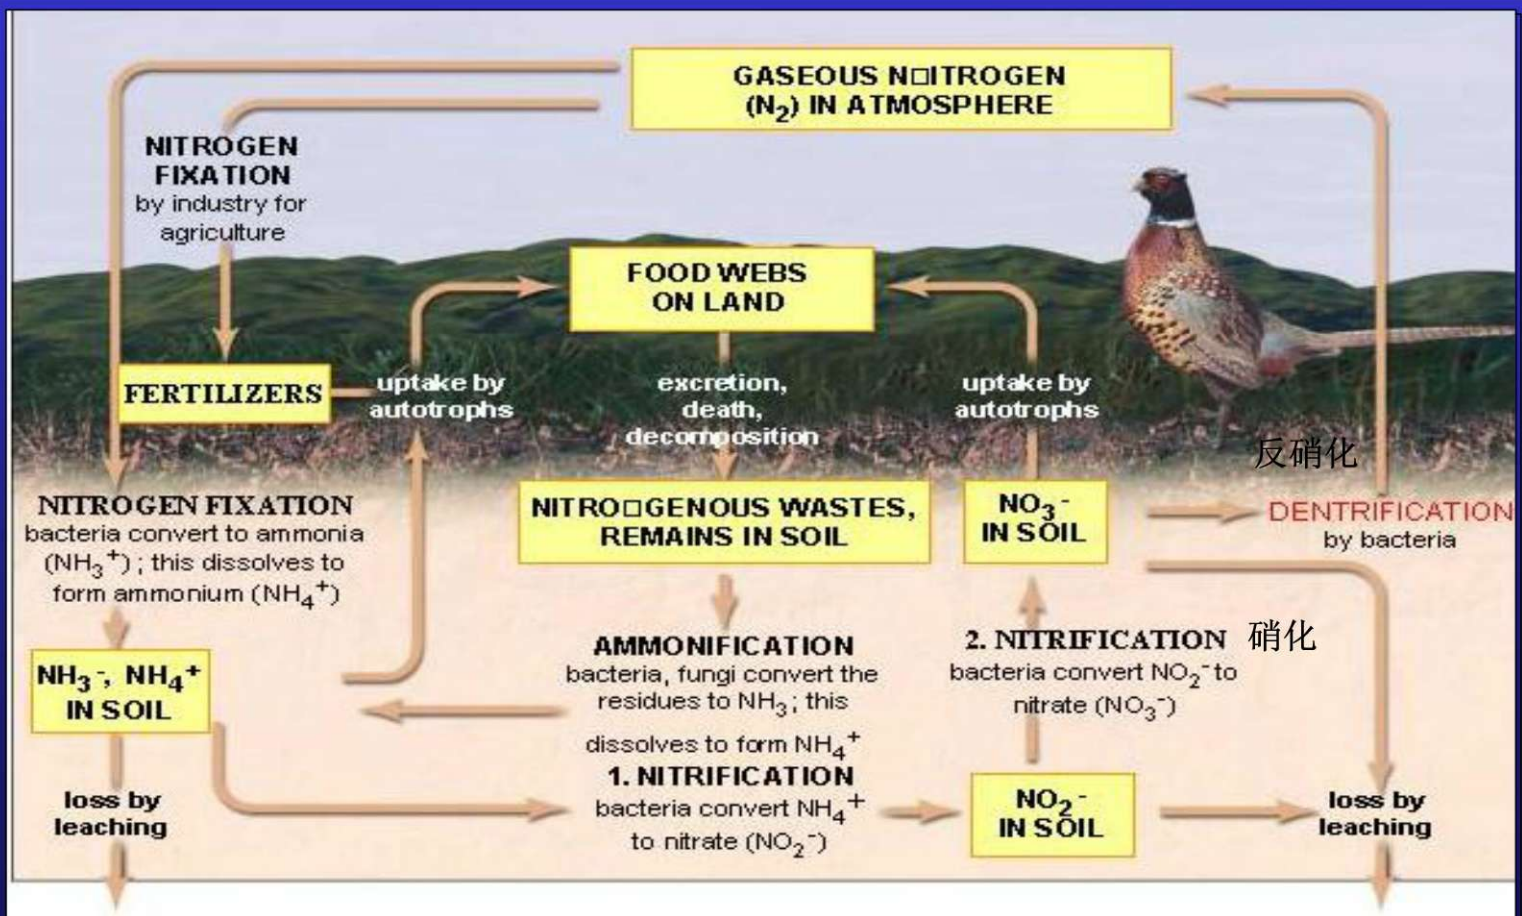 GASEOUS N□ITROGEN
(N₂) IN ATMOSPHERE
NITROGEN
FIXATION
by industry for
agriculture
FOOD WEBS
ON LAND
FERTILIZERS
uptake by
autotrophs
excretion,
death,
decomposition
uptake by
autotrophs
反硝化
NITROGEN FIXATION
bacteria convert to ammonia
(NH₃⁺) ; this dissolves to
form ammonium (NH₄⁺)
NITRO□GENOUS WASTES,
REMAINS IN SOIL
NO₃⁻
IN SOIL
DENTRIFICATION
by bacteria
NH₃⁻, NH₄⁺
IN SOIL
AMMONIFICATION
bacteria, fungi convert the
residues to NH₃ ; this
dissolves to form NH₄⁺
2. NITRIFICATION 硝化
bacteria convert NO₂⁻ to
nitrate (NO₃⁻)
loss by
leaching
1. NITRIFICATION
bacteria convert NH₄⁺
to nitrate (NO₂⁻)
NO₂⁻
IN SOIL
loss by
leaching